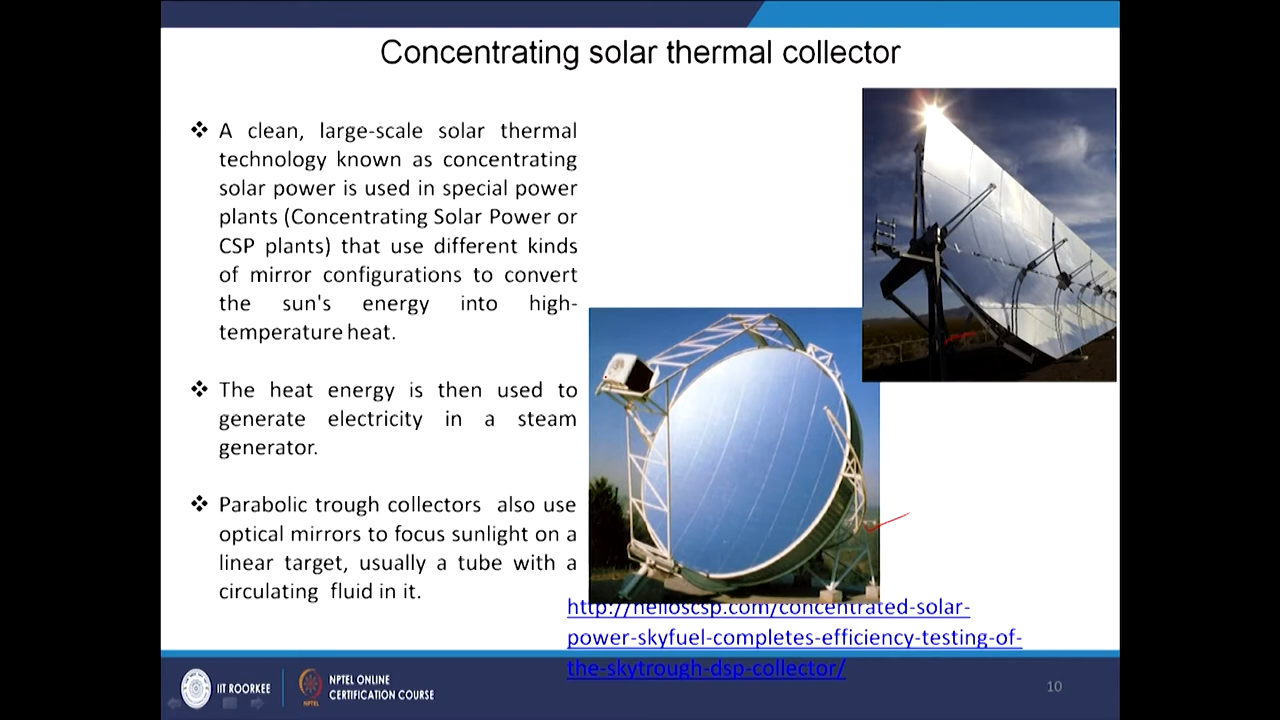 Concentrating solar thermal collector
❖ A clean, large-scale solar thermal
technology known as concentrating
solar power is used in special power
plants (Concentrating Solar Power or
CSP plants) that use different kinds
of mirror configurations to convert
the sun's energy into high-
temperature heat.
❖ The heat energy is then used to
generate electricity in a steam
generator.
❖ Parabolic trough collectors also use
optical mirrors to focus sunlight on a
linear target, usually a tube with a
circulating fluid in it.
http://helioscsp.com/concentrated-solar-
power-skyfuel-completes-efficiency-testing-of-
the-skytrough-dsp-collector/
IIT ROORKEE
NPTEL ONLINE
CERTIFICATION COURSE
NPTEL
10